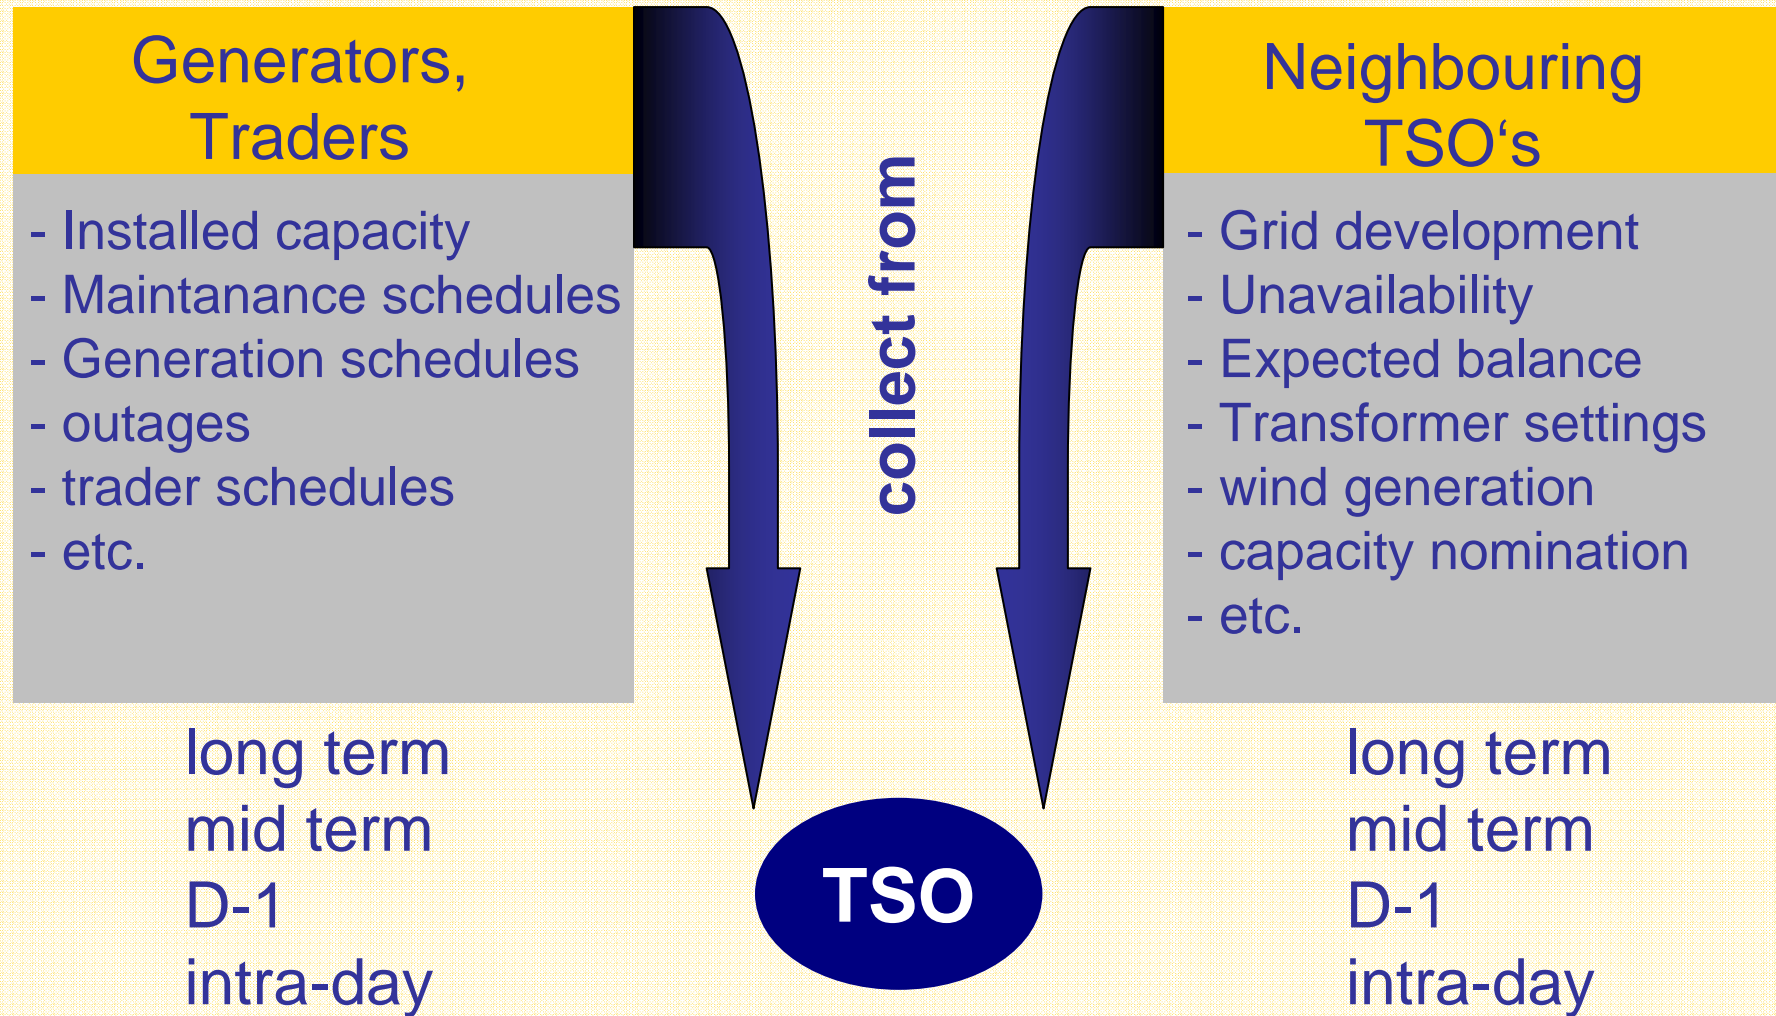 Generators,
Traders
- Installed capacity
- Maintanance schedules
- Generation schedules
- outages
- trader schedules
- etc.
long term
mid term
D-1
intra-day
collect from
TSO
Neighbouring
TSO‘s
- Grid development
- Unavailability
- Expected balance
- Transformer settings
- wind generation
- capacity nomination
- etc.
long term
mid term
D-1
intra-day